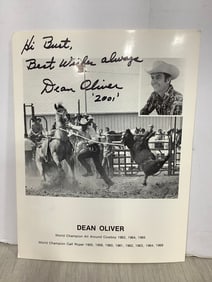 Hi Burt,
Best Wishes always
Dean Oliver
'2001'
DEAN OLIVER
World Champion All Around Cowboy 1963, 1964, 1965
World Champion Calf Roper 1955, 1958, 1960, 1961, 1962, 1963, 1964, 1969